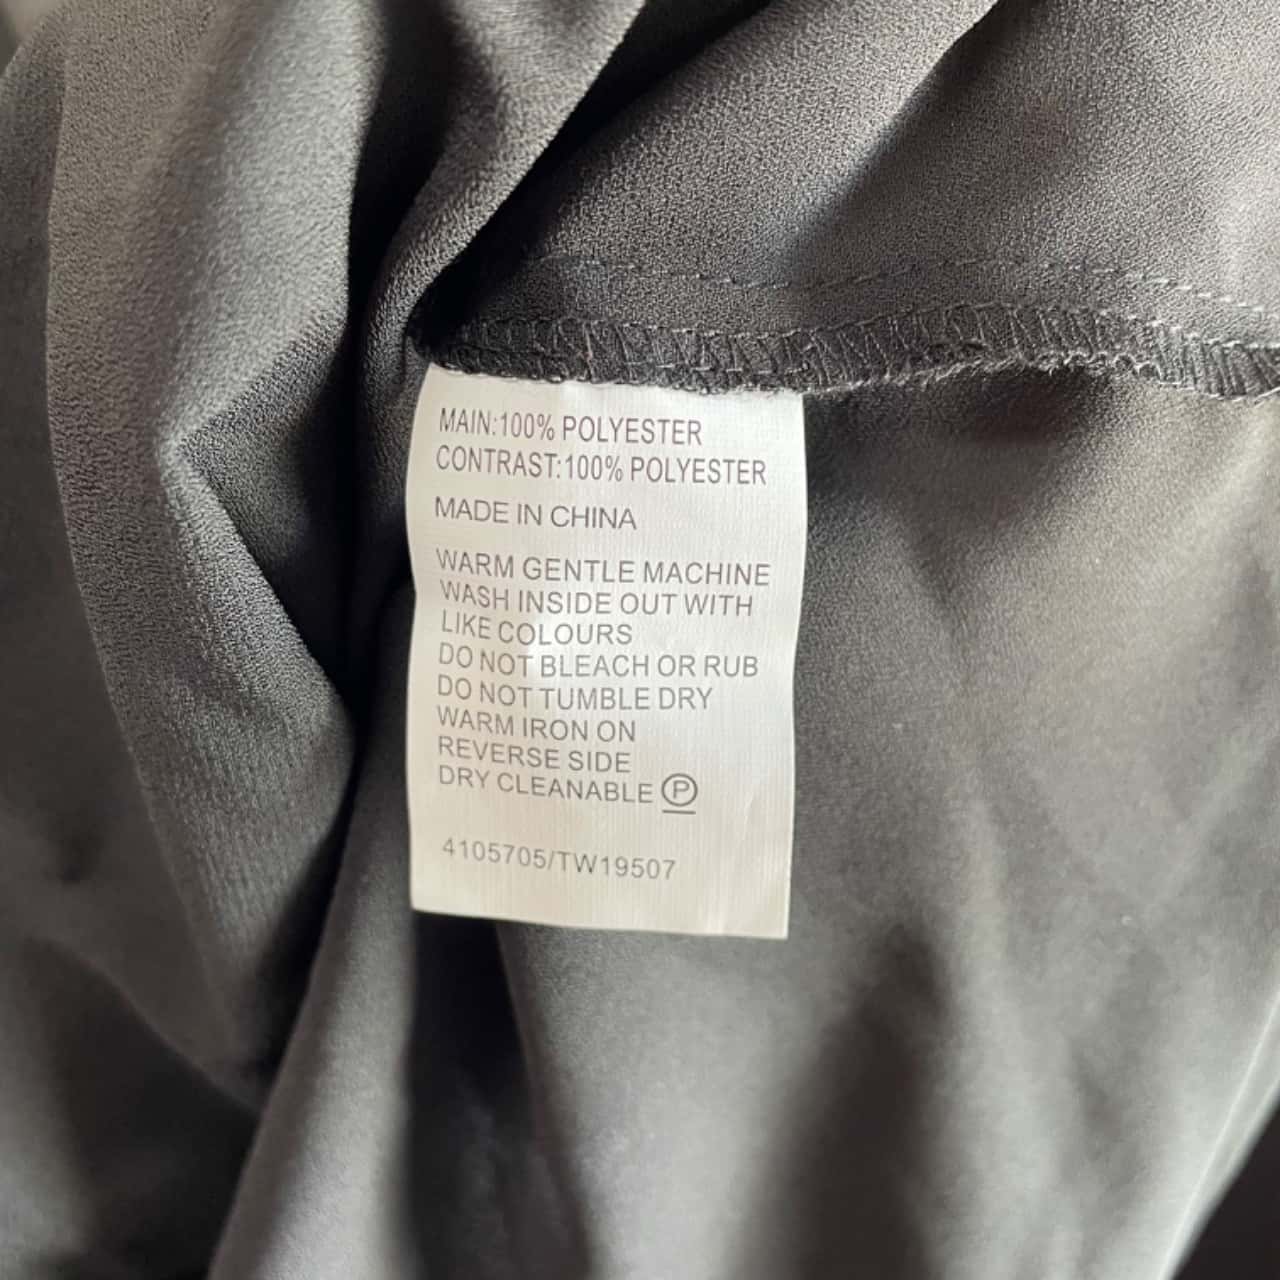 MAIN:100% POLYESTER
CONTRAST:100% POLYESTER
MADE IN CHINA
WARM GENTLE MACHINE
WASH INSIDE OUT WITH
LIKE COLOURS
DO NOT BLEACH OR RUB
DO NOT TUMBLE DRY
WARM IRON ON
REVERSE SIDE
DRY CLEANABLE Ⓟ
4105705/TW19507